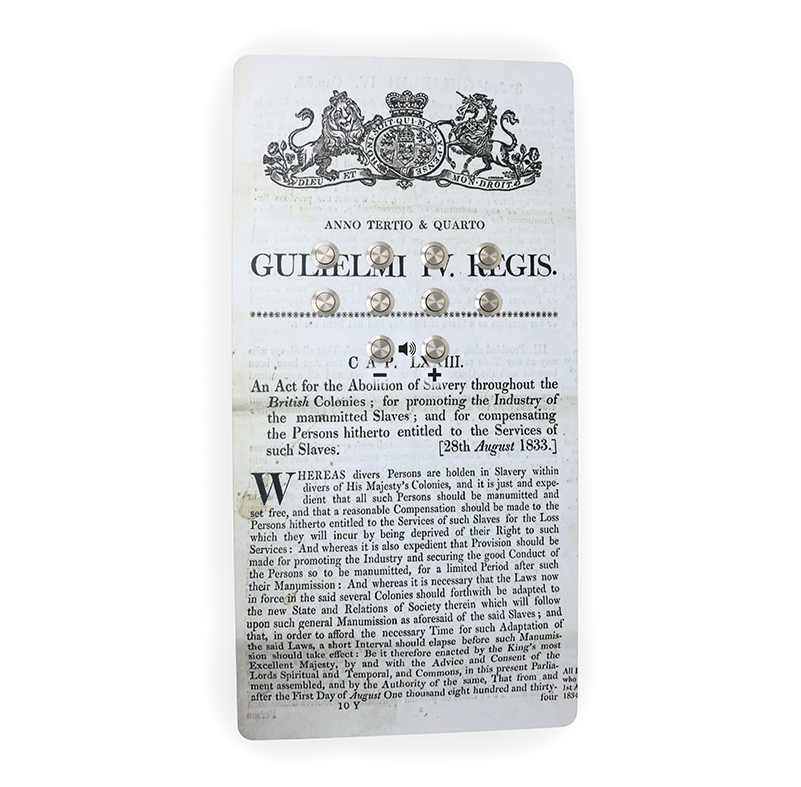 HONI·SOIT·QUI·MAL·Y·PENSE
DIEU ET MON·DROIT
ANNO TERTIO & QUARTO
GULIELMI IV. REGIS.
CAP. LXXIII.
− +
An Act for the Abolition of Slavery throughout the
British Colonies; for promoting the Industry of
the manumitted Slaves; and for compensating
the Persons hitherto entitled to the Services of
such Slaves. [28th August 1833.]
WHEREAS divers Persons are holden in Slavery within
divers of His Majesty's Colonies, and it is just and expe-
dient that all such Persons should be manumitted and
set free, and that a reasonable Compensation should be made to the
Persons hitherto entitled to the Services of such Slaves for the Loss
which they will incur by being deprived of their Right to such
Services: And whereas it is also expedient that Provision should be
made for promoting the Industry and securing the good Conduct of
the Persons so to be manumitted, for a limited Period after such
their Manumission: And whereas it is necessary that the Laws now
in force in the said several Colonies should forthwith be adapted to
the new State and Relations of Society therein which will follow
upon such general Manumission as aforesaid of the said Slaves; and
that, in order to afford the necessary Time for such Adaptation of
the said Laws, a short Interval should elapse before such Manumis-
sion should take effect: Be it therefore enacted by the King's most
Excellent Majesty, by and with the Advice and Consent of the
Lords Spiritual and Temporal, and Commons, in this present Parlia-
ment assembled, and by the Authority of the same, That from and
after the First Day of August One thousand eight hundred and thirty-
10 Y four
All
who
1st A
1834